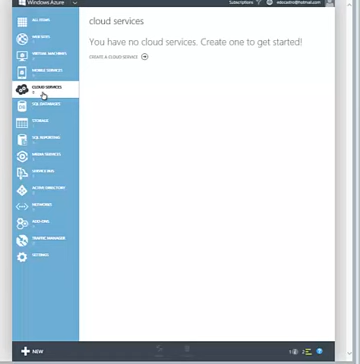 Windows Azure
Subscriptions
cloud services
ALL ITEMS
WEB SITES
VIRTUAL MACHINES
MOBILE SERVICES
CLOUD SERVICES
0
SQL DATABASES
STORAGE
SQL REPORTING
MEDIA SERVICES
SERVICE BUS
ACTIVE DIRECTORY
NETWORKS
ADD-ONS
TRAFFIC MANAGER
SETTINGS
You have no cloud services. Create one to get started!
CREATE A CLOUD SERVICE
NEW